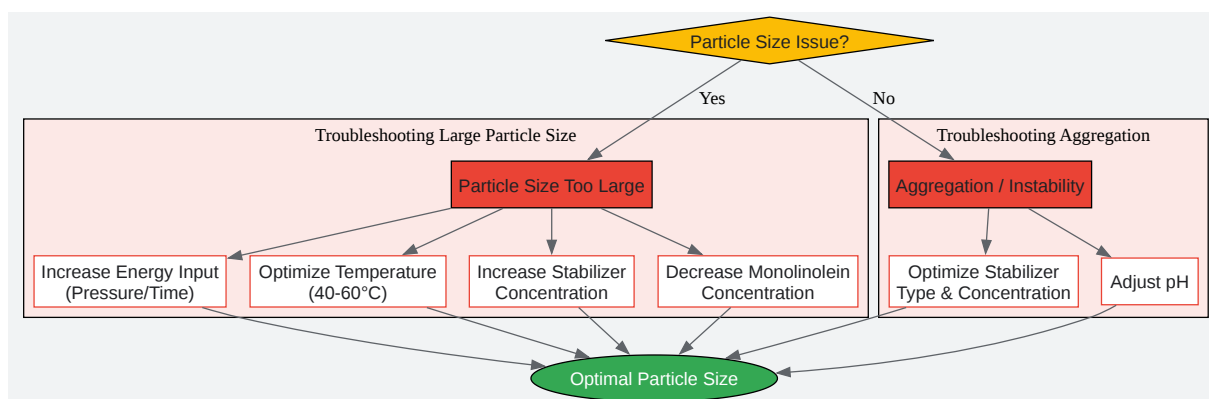 Particle Size Issue?
Yes
No
Troubleshooting Large Particle Size
Troubleshooting Aggregation
Particle Size Too Large
Aggregation / Instability
Increase Energy Input
(Pressure/Time)
Optimize Temperature
(40-60°C)
Increase Stabilizer
Concentration
Decrease Monolinolein
Concentration
Optimize Stabilizer
Type & Concentration
Adjust pH
Optimal Particle Size